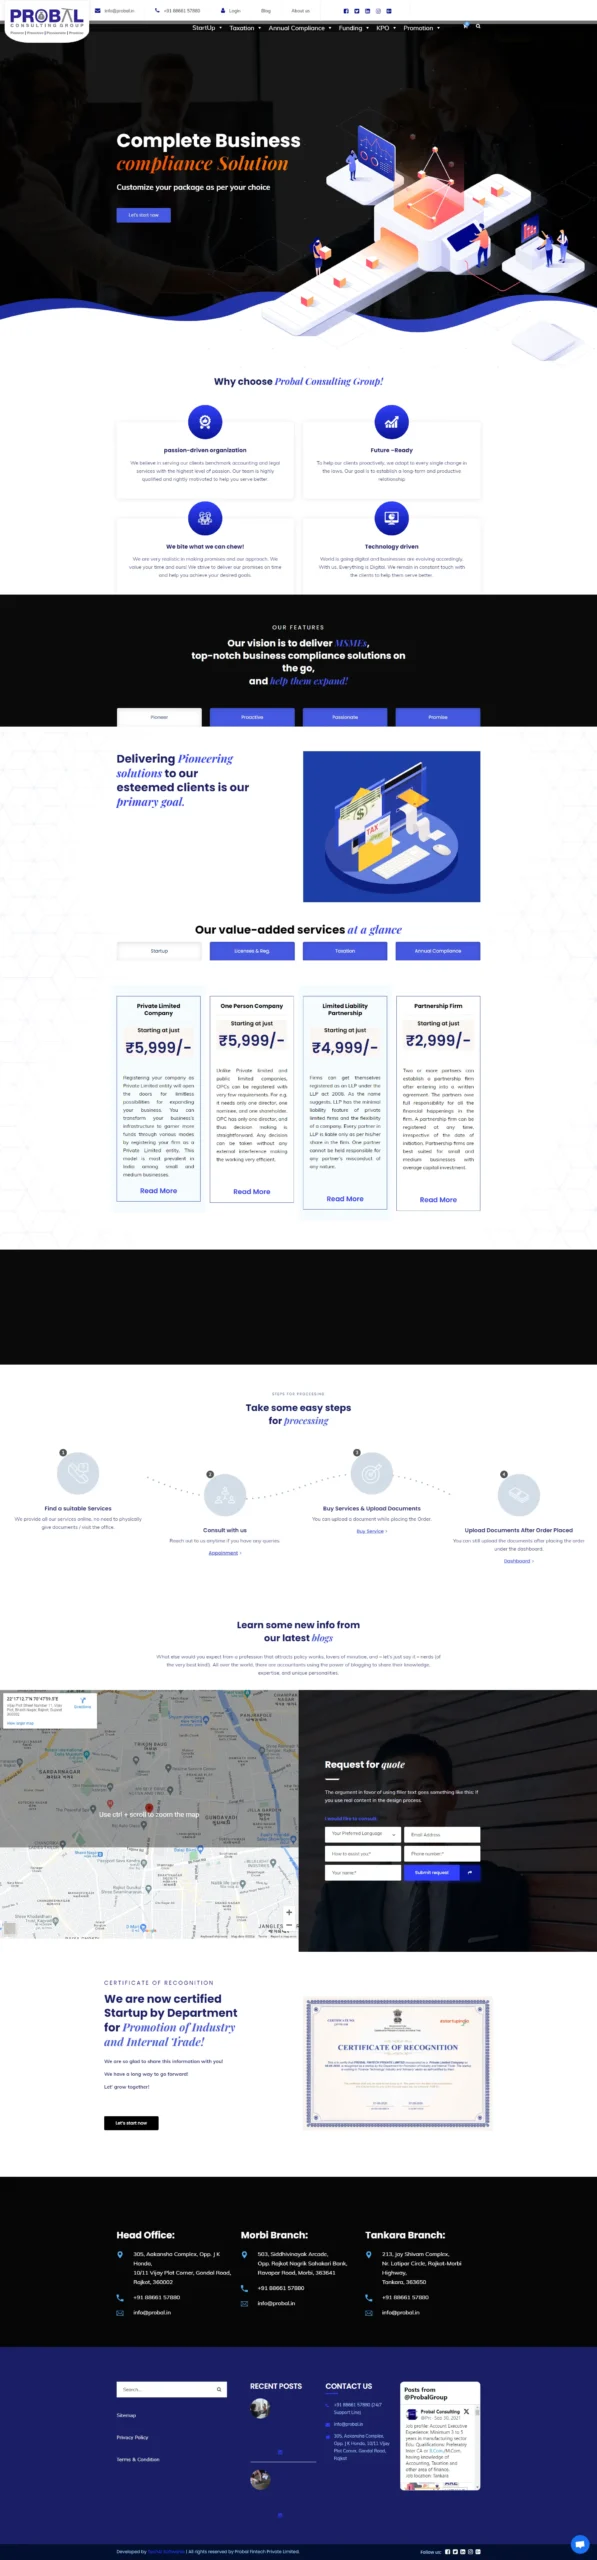 PROBAL
CONSULTING GROUP
info@probal.in
+91 88661 57880
Login
Blog
About us
StartUp
Taxation
Annual Compliance
Funding
KPO
Promotion
Complete Business
compliance Solution
Customize your package as per your choice
Let's start now
Why choose Probal Consulting Group!
passion-driven organization
We believe in serving our clients benchmark accounting and legal
services with the highest level of passion. Our team is highly
qualified and rightly motivated to help you serve better.
Future -Ready
To help our clients proactively, we adapt to every single change in
the laws. Our goal is to establish a long-term and productive
relationship.
We bite what we can chew!
We are very realistic in making promises and our approach. We
value your time and ours! We strive to deliver our promises on time
and help you achieve your desired goals.
Technology driven
World is going digital and businesses are evolving accordingly.
With us, Everything is Digital. We remain in constant touch with
the clients to help them serve better.
OUR FEATURES
Our vision is to deliver MSMEs,
top-notch business compliance solutions on
the go,
and help them expand!
Pioneer
Proactive
Passionate
Promise
Delivering Pioneering
solutions to our
esteemed clients is our
primary goal.
TAX
Our value-added services at a glance
Startup
Licenses & Reg.
Taxation
Annual Compliance
Private Limited
Company
Starting at just
₹5,999/-
Registering your company as
Private Limited entity will open
the doors for limitless
possibilities for expanding
your business. You can
transform your business's
infrastructure to garner more
funds through various modes
by registering your firm as a
Private Limited entity. This
model is most prevalent in
India among small and
medium businesses.
Read More
One Person Company
Starting at just
₹5,999/-
Unlike Private limited and
public limited companies,
OPCs can be registered with
very few requirements. For e.g.
it needs only one director, one
nominee, and one shareholder.
OPC has only one director, and
thus decision making is
straightforward. Any decisions
can be taken without any
external interference making
the working very efficient.
Read More
Limited Liability
Partnership
Starting at just
₹4,999/-
Firms can get themselves
registered as an LLP under the
LLP act 2008. As the name
suggests, LLP has the minimal
liability feature of private
limited firms and the flexibility
of a company. Every partner in
LLP is liable only as per his/her
share in the firm. One partner
cannot be held responsible for
any partner's misconduct of
any nature.
Read More
Partnership Firm
Starting at just
₹2,999/-
Two or more partners can
establish a partnership firm
after entering into a written
agreement. The partners owe
full responsibility for all the
financial happenings in the
firm. A partnership firm can be
registered at any time,
irrespective of the date of
initiation. Partnership firms are
best suited for small and
medium businesses with
average capital investment.
Read More
STEPS FOR PROCESSING
Take some easy steps
for processing
1
Find a suitable Services
We provide all our services online, no need to physically
give documents / visit the office.
2
Consult with us
Reach out to us anytime if you have any queries.
Appointment
3
Buy Services & Upload Documents
You can upload a document while placing the Order.
Buy Service
4
Upload Documents After Order Placed
You can still upload the documents after placing the order
under the dashboard.
Dashboard
Learn some new info from
our latest blogs
What else would you expect from a profession that attracts policy wonks, lovers of minutiae, and – let's just say it – nerds (of
the very best kind). All over the world, there are accountants using the power of blogging to share their knowledge,
expertise, and unique personalities.
Use ctrl + scroll to zoom the map
Request for quote
The argument in favor of using filler text goes something like this: If
you use real content in the design process.
I would like to consult:
Your Preferred Language
Email Address
How to assist you?
Phone number?
Your name?
Submit request
CERTIFICATE OF RECOGNITION
We are now certified
Startup by Department
for Promotion of Industry
and Internal Trade!
We are so glad to share this information with you!
We have a long way to go forward!
Let' grow together!
Let's start now
CERTIFICATE OF RECOGNITION
Head Office:
305, Aakansha Complex, Opp. J K
Honda,
10/11 Vijay Plot Corner, Gondal Road,
Rajkot, 360002
+91 88661 57880
info@probal.in
Morbi Branch:
503, Siddhivinayak Arcade,
Opp. Rajkot Nagrik Sahakari Bank,
Ravapar Road, Morbi, 363641
+91 88661 57880
info@probal.in
Tankara Branch:
213, Jay Shivam Complex,
Nr. Latipar Circle, Rajkot-Morbi
Highway,
Tankara, 363650
+91 88661 57880
info@probal.in
Search...
Sitemap
Privacy Policy
Terms & Condition
RECENT POSTS
CONTACT US
+91 88661 57880 (24/7
Support Line)
info@probal.in
305, Aakansha Complex,
Opp. J K Honda, 10/11 Vijay
Plot Corner, Gondal Road,
Rajkot
Posts from
@ProbalGroup
Probal Consulting
Job profile: Account Executive
Experience: Minimum 3 to 5
years in manufacturing sector
Edu. Qualifications: Preferably
Inter CA or B.Com./M.Com.
having knowledge of
Accounting, Taxation and
other area of finance.
Job location: Tankara
Developed by
| All rights reserved by Probal Fintech Private Limited.
Follow us: